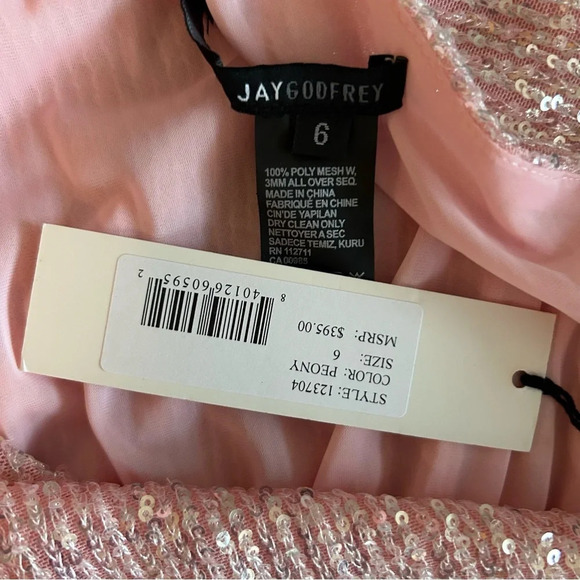 JAYGODFREY
6
100% POLY MESH W,
3MM ALL OVER SEQ.
MADE IN CHINA
FABRIQUÉ EN CHINE
CIN'DE YAPILAN
DRY CLEAN ONLY
NETTOYER A SEC
SADECE TEMIZ, KURU
RN 112711
STYLE: 123704
COLOR: PEONY
SIZE: 6
MSRP: $395.00
8 40126 60595 2